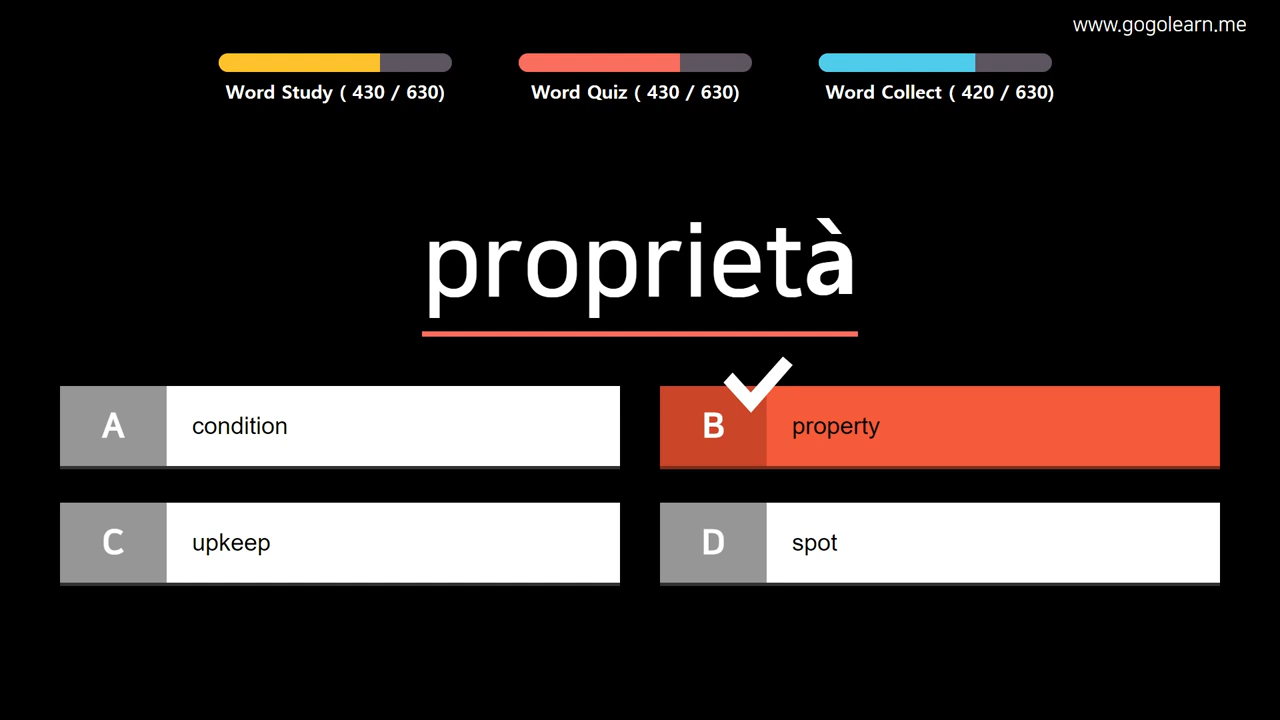 www.gogolearn.me
Word Study ( 430 / 630)
Word Quiz ( 430 / 630)
Word Collect ( 420 / 630)
proprietà
A condition
B property
C upkeep
D spot